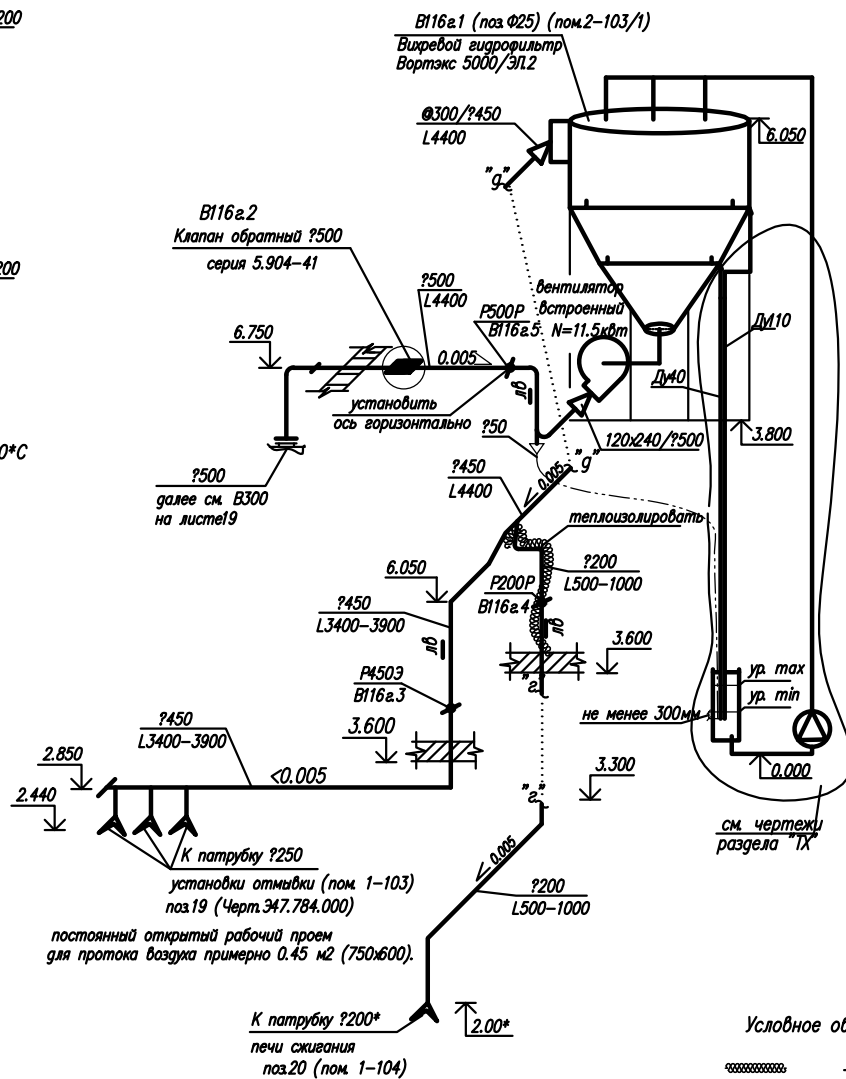 200
В116г.1 (поз.Ф25) (пом.2-103/1)
Вихревой гидрофильтр
Вортэкс 5000/ЭЛ.2
300/?450
L4400
6.050
"д"
В116г.2
Клапан обратный ?500
серия 5.904-41
200
?500
L4400
вентилятор
встроенный
N=11.5квт
Р500Р
В116г.5
Ду110
6.750
0.005
Ду40
лв
установить
ось горизонтально
?50
120х240/?500
3.800
0*С
?500
далее см. В300
на листе19
"д"
?450
L4400
0.005
теплоизолировать
?200
L500-1000
6.050
Р200Р
В116г.4
?450
L3400-3900
лв
лв
3.600
Р450Э
В116г.3
"г"
ур. max
ур. min
не менее 300мм
?450
L3400-3900
3.600
2.850
<0.005
3.300
0.000
2.440
"г"
см. чертежи
раздела "ТХ"
К патрубку ?250
установки отмывки (пом. 1-103)
поз.19 (Черт.ЭИ7.784.000)
< 0.005
?200
L500-1000
постоянный открытый рабочий проем
для протока воздуха примерно 0.45 м2 (750х600).
К патрубку ?200*
печи сжигания
поз.20 (пом. 1-104)
2.00*
Условное об